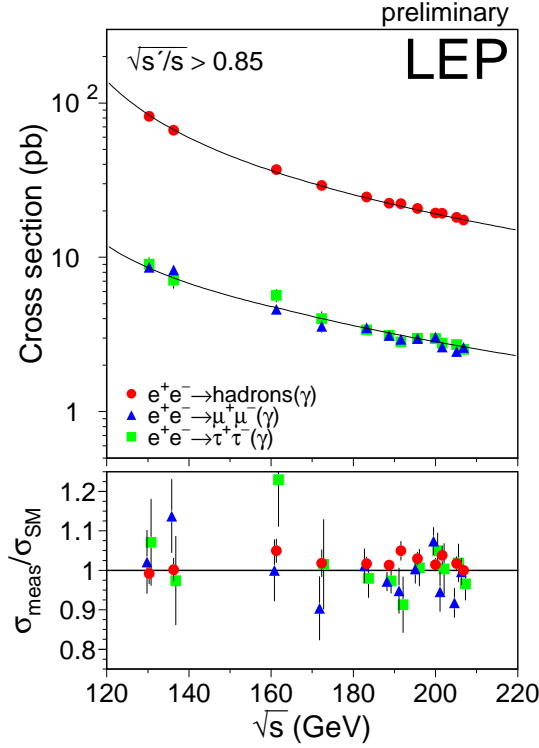 preliminary
√s´/s > 0.85
LEP
Cross section (pb)
10²
10
1
e⁺e⁻→hadrons(γ)
e⁺e⁻→μ⁺μ⁻(γ)
e⁺e⁻→τ⁺τ⁻(γ)
σmeas/σSM
1.2
1.1
1
0.9
0.8
120 140 160 180 200 220
√s (GeV)